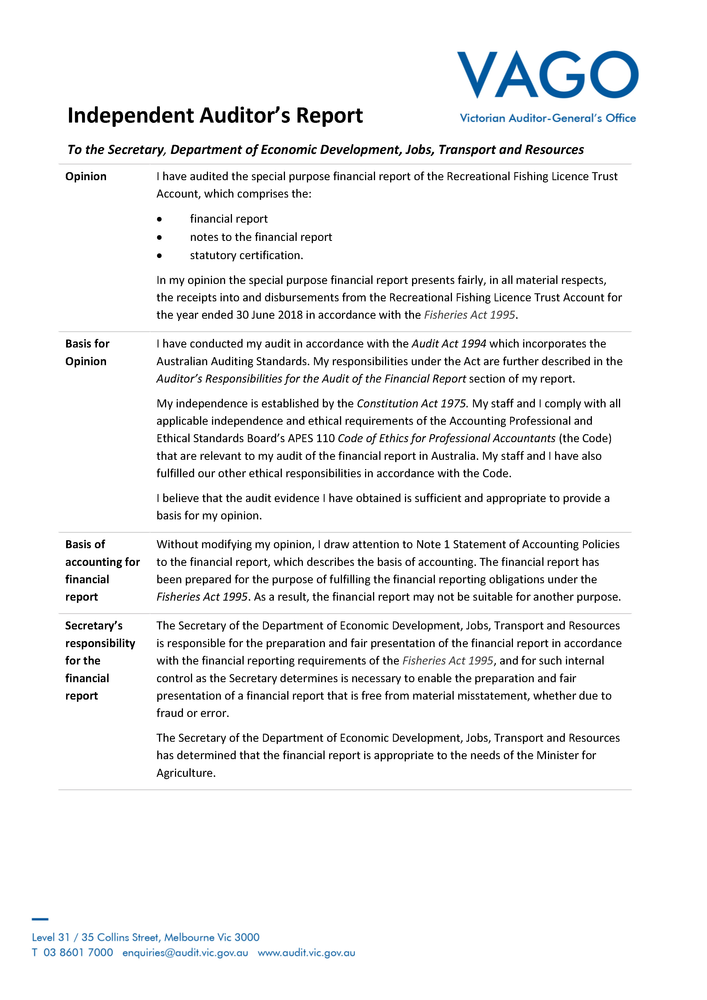 VAGO
Victorian Auditor-General's Office
Independent Auditor’s Report
To the Secretary, Department of Economic Development, Jobs, Transport and Resources
Opinion
I have audited the special purpose financial report of the Recreational Fishing Licence Trust
Account, which comprises the:
• financial report
• notes to the financial report
• statutory certification.
In my opinion the special purpose financial report presents fairly, in all material respects,
the receipts into and disbursements from the Recreational Fishing Licence Trust Account for
the year ended 30 June 2018 in accordance with the Fisheries Act 1995.
Basis for
Opinion
I have conducted my audit in accordance with the Audit Act 1994 which incorporates the
Australian Auditing Standards. My responsibilities under the Act are further described in the
Auditor’s Responsibilities for the Audit of the Financial Report section of my report.
My independence is established by the Constitution Act 1975. My staff and I comply with all
applicable independence and ethical requirements of the Accounting Professional and
Ethical Standards Board’s APES 110 Code of Ethics for Professional Accountants (the Code)
that are relevant to my audit of the financial report in Australia. My staff and I have also
fulfilled our other ethical responsibilities in accordance with the Code.
I believe that the audit evidence I have obtained is sufficient and appropriate to provide a
basis for my opinion.
Basis of
accounting for
financial
report
Without modifying my opinion, I draw attention to Note 1 Statement of Accounting Policies
to the financial report, which describes the basis of accounting. The financial report has
been prepared for the purpose of fulfilling the financial reporting obligations under the
Fisheries Act 1995. As a result, the financial report may not be suitable for another purpose.
Secretary’s
responsibility
for the
financial
report
The Secretary of the Department of Economic Development, Jobs, Transport and Resources
is responsible for the preparation and fair presentation of the financial report in accordance
with the financial reporting requirements of the Fisheries Act 1995, and for such internal
control as the Secretary determines is necessary to enable the preparation and fair
presentation of a financial report that is free from material misstatement, whether due to
fraud or error.
The Secretary of the Department of Economic Development, Jobs, Transport and Resources
has determined that the financial report is appropriate to the needs of the Minister for
Agriculture.
Level 31 / 35 Collins Street, Melbourne Vic 3000
T 03 8601 7000 enquiries@audit.vic.gov.au www.audit.vic.gov.au